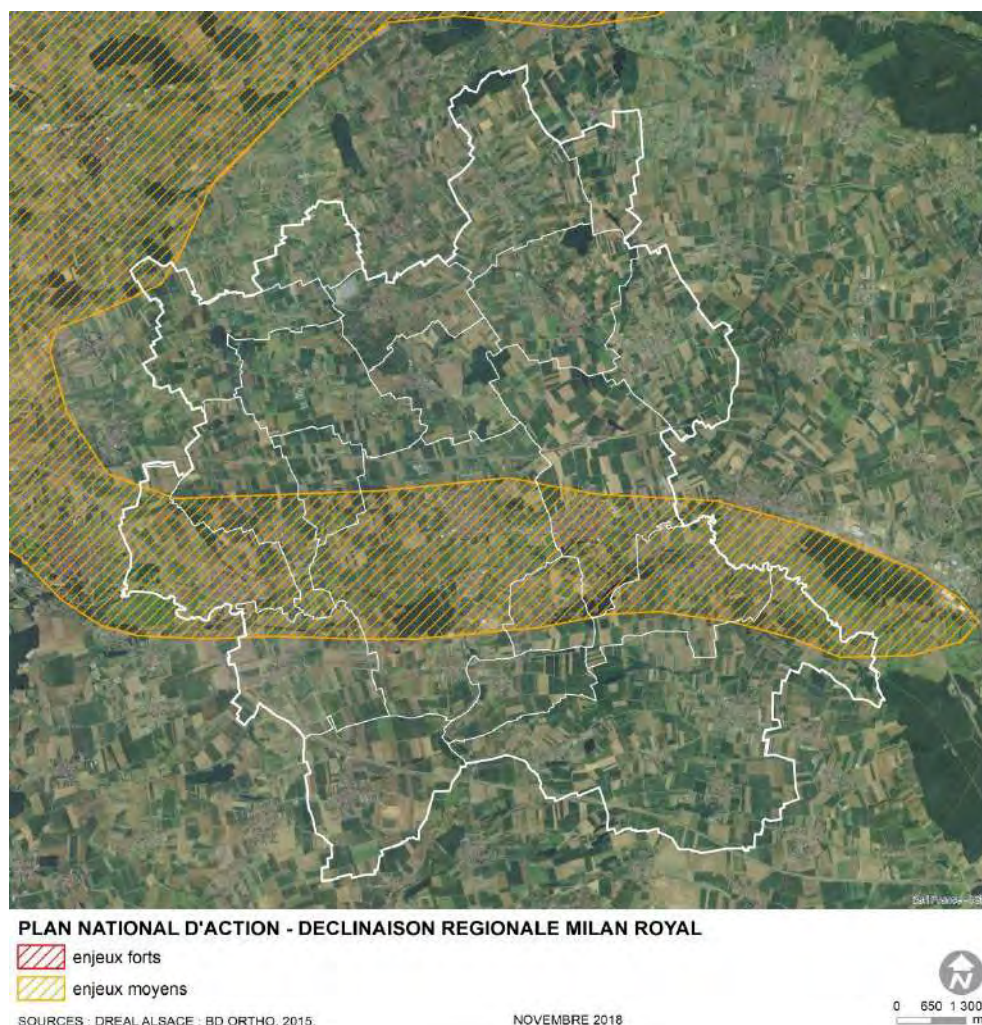 PLAN NATIONAL D'ACTION - DECLINAISON REGIONALE MILAN ROYAL
enjeux forts
enjeux moyens
N
SOURCES : DREAL ALSACE ; BD ORTHO, 2015.
NOVEMBRE 2018
0 650 1 300
m